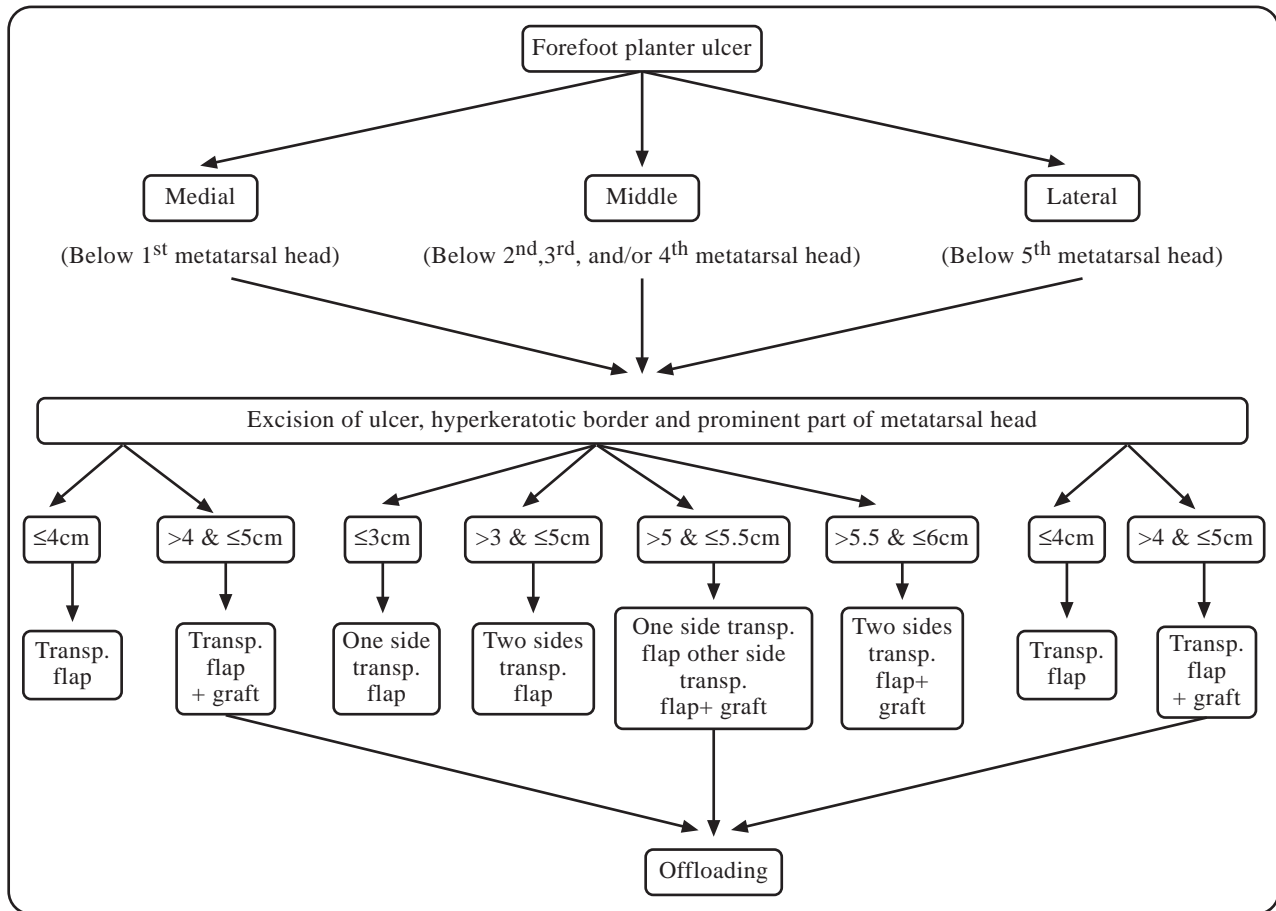 Forefoot planter ulcer
Medial
Middle
Lateral
(Below 1st metatarsal head)
(Below 2nd,3rd, and/or 4th metatarsal head)
(Below 5th metatarsal head)
Excision of ulcer, hyperkeratotic border and prominent part of metatarsal head
≤4cm
>4 & ≤5cm
≤3cm
>3 & ≤5cm
>5 & ≤5.5cm
>5.5 & ≤6cm
≤4cm
>4 & ≤5cm
Transp.
flap
Transp.
flap
+ graft
One side
transp.
flap
Two sides
transp.
flap
One side transp.
flap other side
transp.
flap+ graft
Two sides
transp.
flap+
graft
Transp.
flap
Transp.
flap
+ graft
Offloading